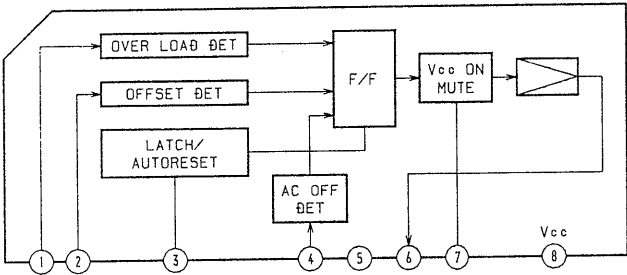 OVER LOAD DET
OFFSET DET
LATCH/
AUTORESET
AC OFF
DET
F/F
Vcc ON
MUTE
Vcc
1 2 3 4 5 6 7 8